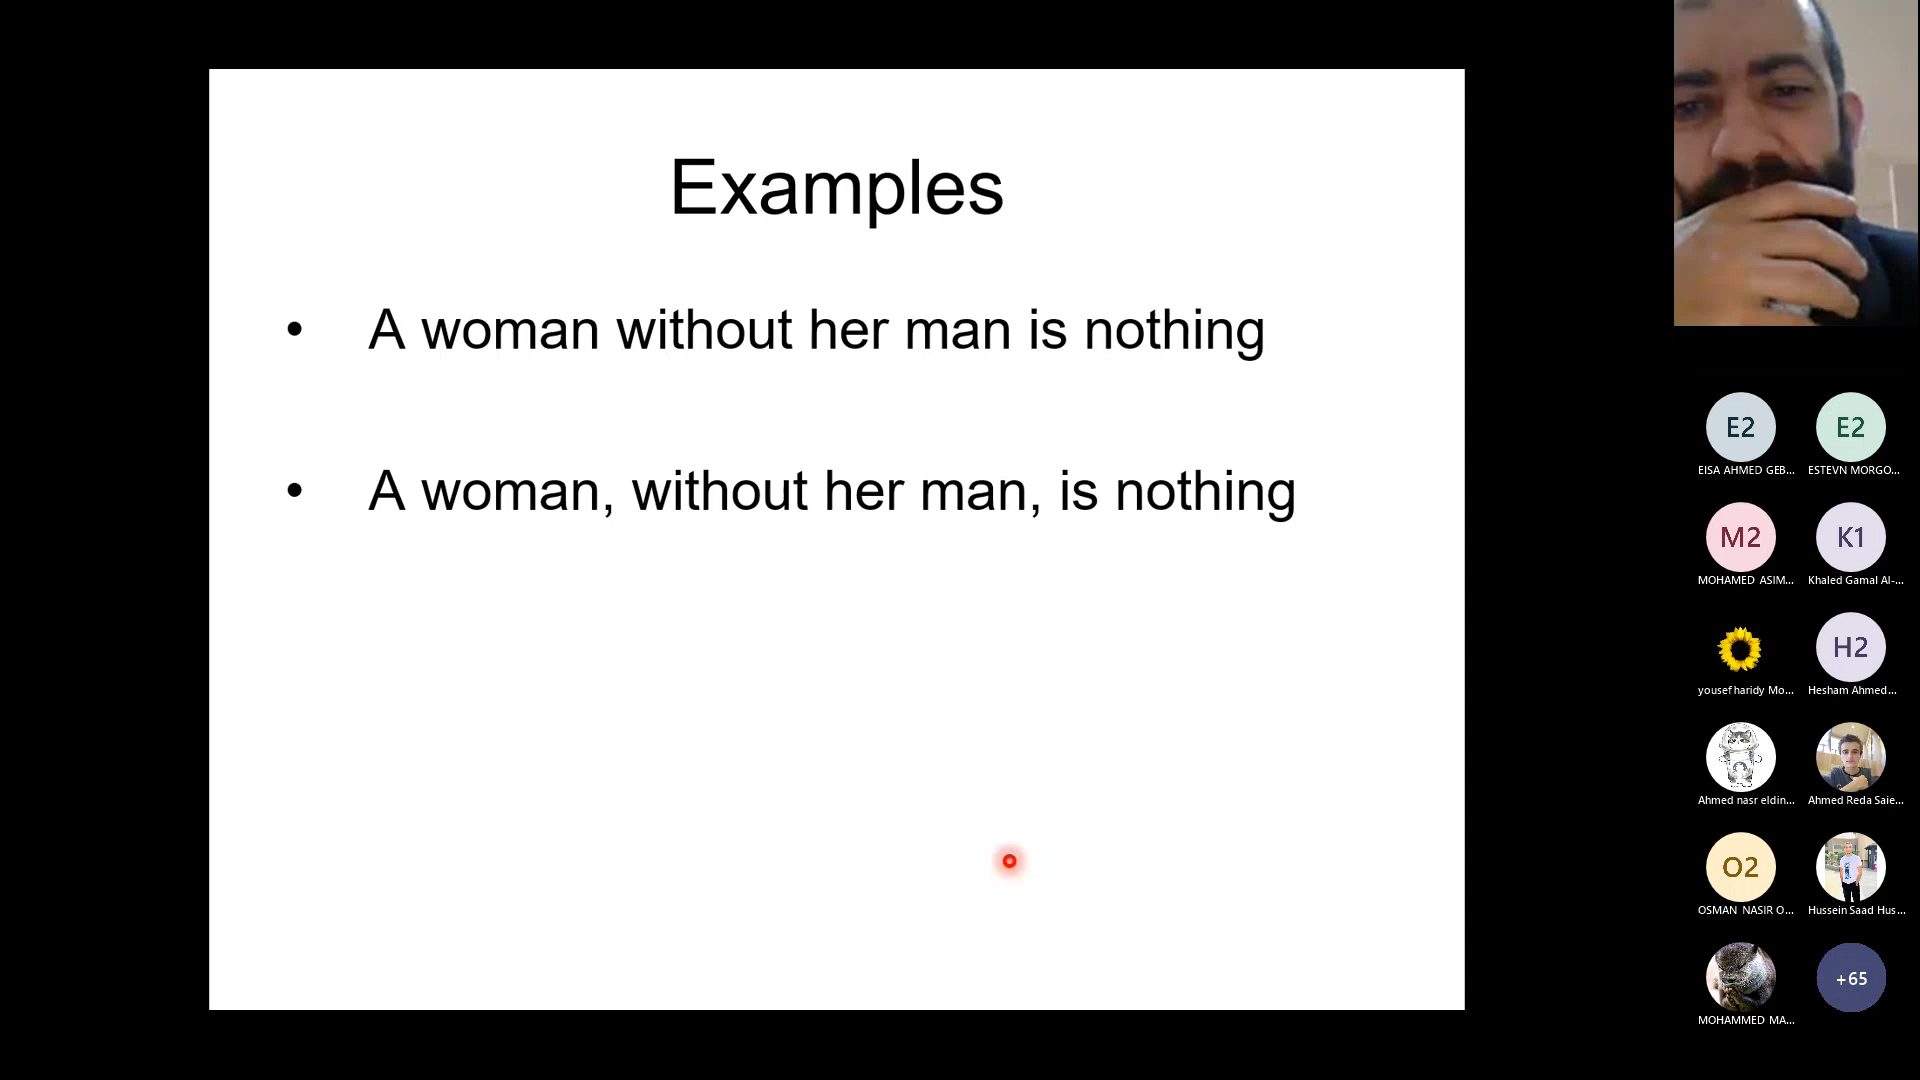 Examples
• A woman without her man is nothing
• A woman, without her man, is nothing
E2
EISA AHMED GEB...
E2
ESTEVN MORGO...
M2
MOHAMED ASIM...
K1
Khaled Gamal Al-...
yousef haridy Mo...
H2
Hesham Ahmed...
Ahmed nasr eldin...
Ahmed Reda Saie...
O2
OSMAN NASIR O...
Hussein Saad Hus...
MOHAMMED MA...
+65